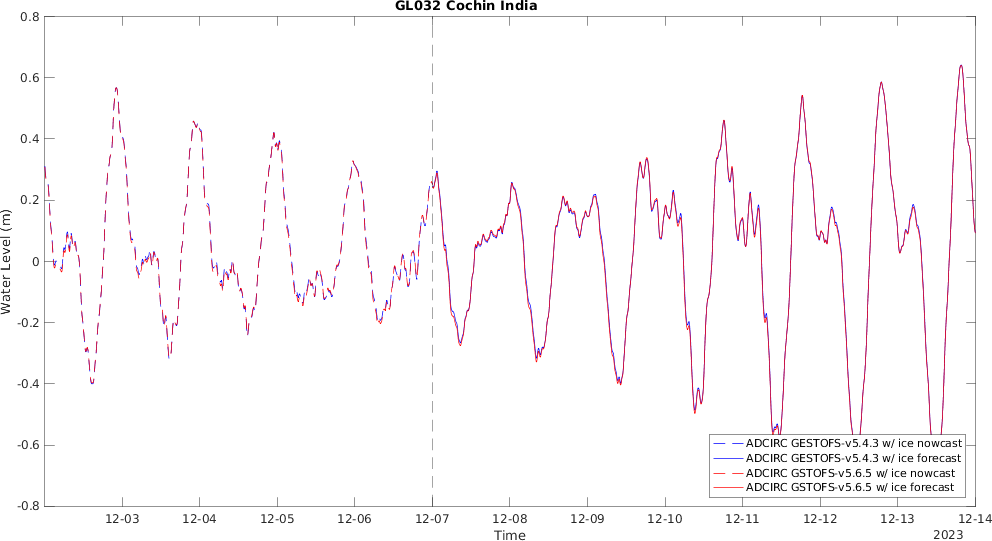 GL032 Cochin India
0.8
0.6
0.4
0.2
0
-0.2
-0.4
-0.6
-0.8
Water Level (m)
ADCIRC GESTOFS-v5.4.3 w/ ice nowcast
ADCIRC GESTOFS-v5.4.3 w/ ice forecast
ADCIRC GSTOFS-v5.6.5 w/ ice nowcast
ADCIRC GSTOFS-v5.6.5 w/ ice forecast
12-03 12-04 12-05 12-06 12-07 12-08 12-09 12-10 12-11 12-12 12-13 12-14
Time
2023